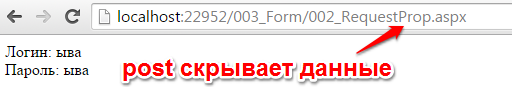 localhost:22952/003_Form/002_RequestProp.aspx
Логин: ыва
Пароль: ыва
post скрывает данные